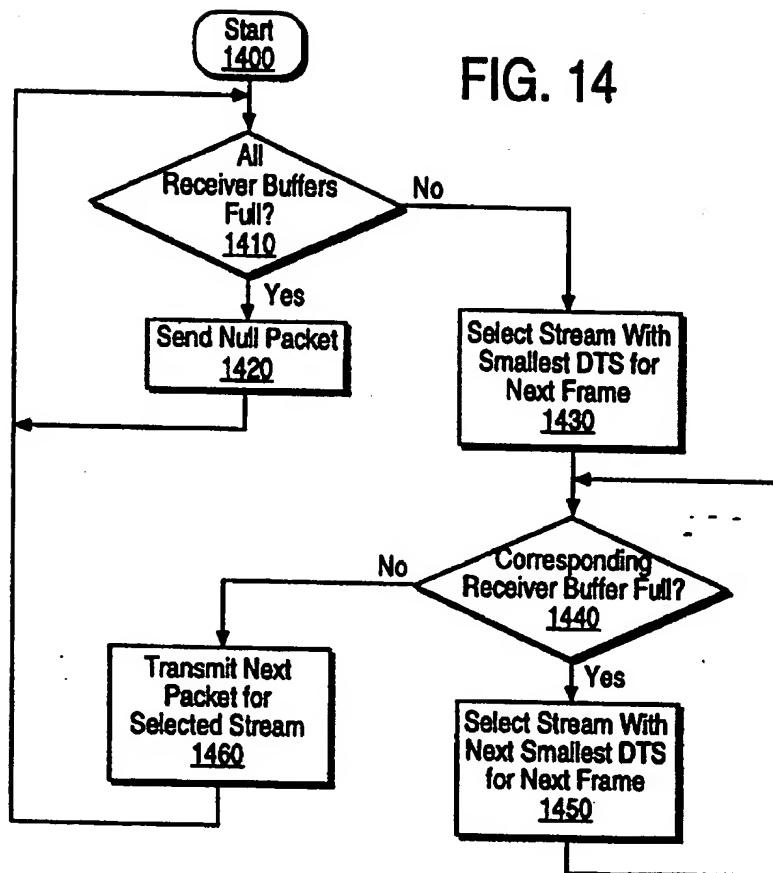 Start
1400
FIG. 14
All
Receiver Buffers
Full?
1410
No
Yes
Send Null Packet
1420
Select Stream With
Smallest DTS for
Next Frame
1430
Corresponding
Receiver Buffer Full?
1440
No
Yes
Transmit Next
Packet for
Selected Stream
1460
Select Stream With
Next Smallest DTS
for Next Frame
1450